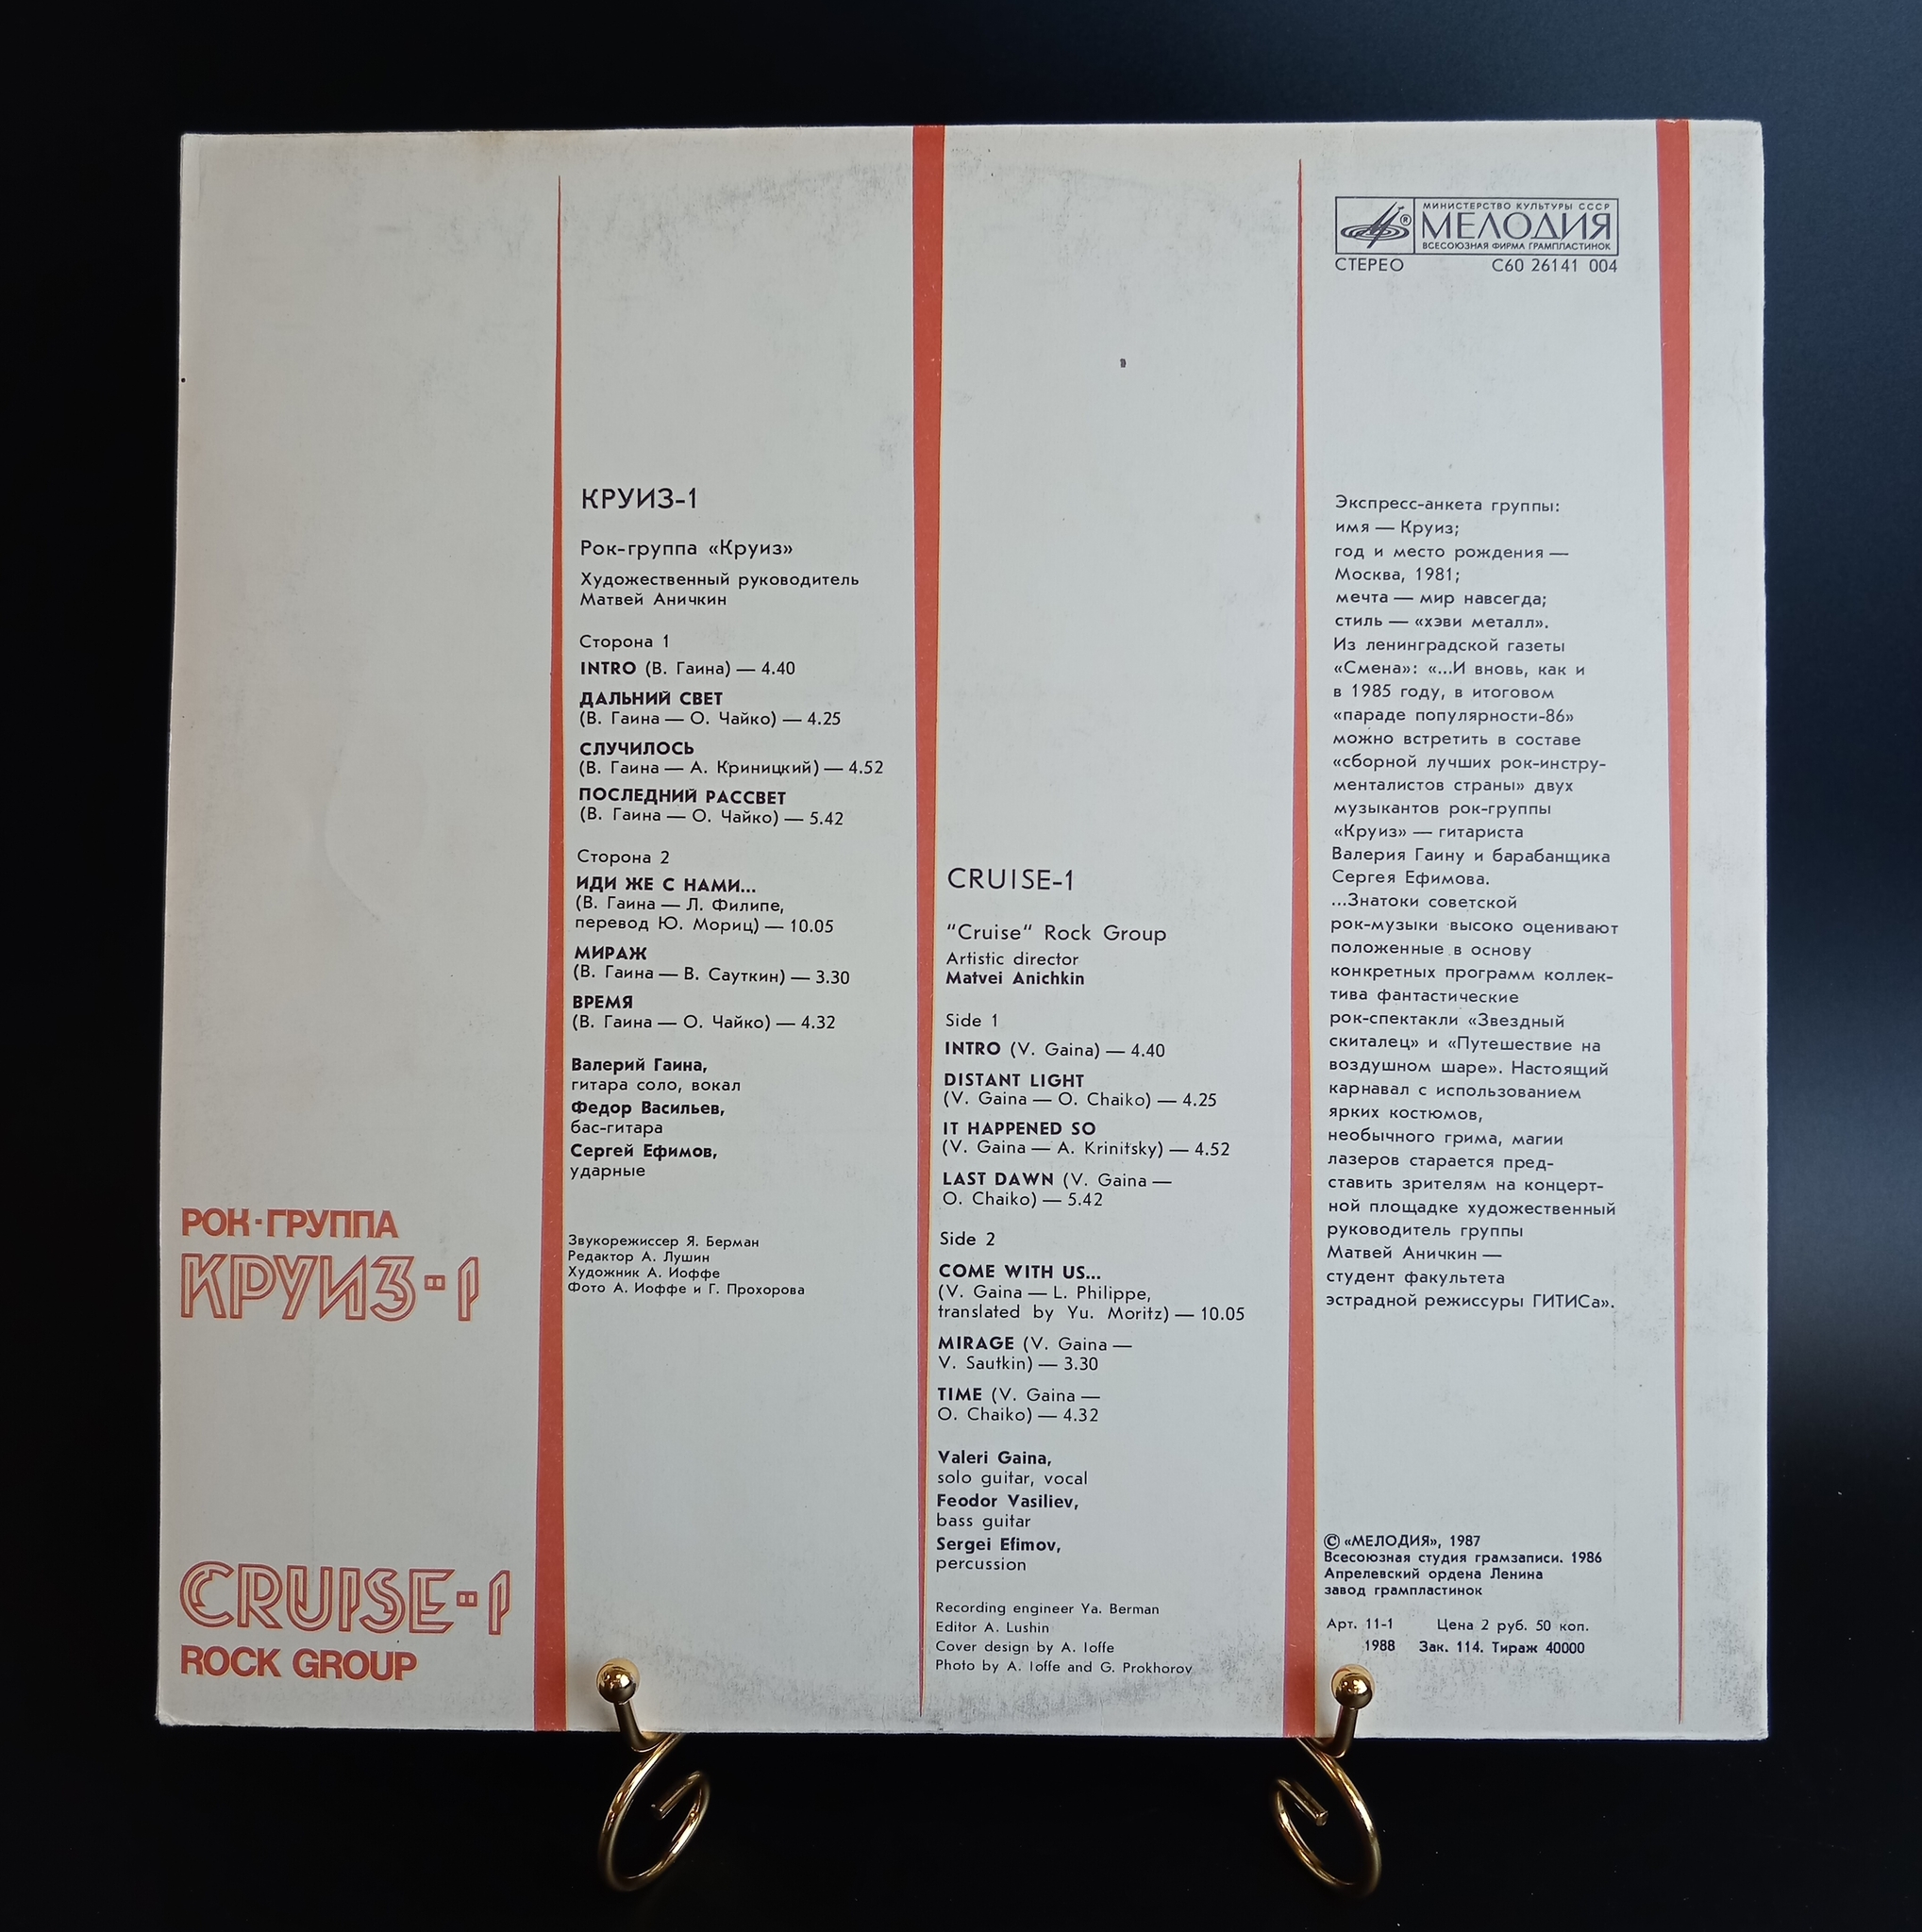 РОК-ГРУППА
КРУИЗ-1
CRUISE-1
ROCK GROUP
КРУИЗ-1
Рок-группа «Круиз»
Художественный руководитель
Матвей Аничкин
Сторона 1
INTRO (В. Гаина) — 4.40
ДАЛЬНИЙ СВЕТ
(В. Гаина — О. Чайко) — 4.25
СЛУЧИЛОСЬ
(В. Гаина — А. Криницкий) — 4.52
ПОСЛЕДНИЙ РАССВЕТ
(В. Гаина — О. Чайко) — 5.42
Сторона 2
ИДИ ЖЕ С НАМИ...
(В. Гаина — Л. Филипе,
перевод Ю. Мориц) — 10.05
МИРАЖ
(В. Гаина — В. Сауткин) — 3.30
ВРЕМЯ
(В. Гаина — О. Чайко) — 4.32
Валерий Гаина,
гитара соло, вокал
Федор Васильев,
бас-гитара
Сергей Ефимов,
ударные
Звукорежиссер Я. Берман
Редактор А. Лушин
Художник А. Иоффе
Фото А. Иоффе и Г. Прохорова
CRUISE-1
"Cruise" Rock Group
Artistic director
Matvei Anichkin
Side 1
INTRO (V. Gaina) — 4.40
DISTANT LIGHT
(V. Gaina — O. Chaiko) — 4.25
IT HAPPENED SO
(V. Gaina — A. Krinitsky) — 4.52
LAST DAWN (V. Gaina —
O. Chaiko) — 5.42
Side 2
COME WITH US...
(V. Gaina — L. Philippe,
translated by Yu. Moritz) — 10.05
MIRAGE (V. Gaina —
V. Sautkin) — 3.30
TIME (V. Gaina —
O. Chaiko) — 4.32
Valeri Gaina,
solo guitar, vocal
Feodor Vasiliev,
bass guitar
Sergei Efimov,
percussion
Recording engineer Ya. Berman
Editor A. Lushin
Cover design by A. Ioffe
Photo by A. Ioffe and G. Prokhorov
МИНИСТЕРСТВО КУЛЬТУРЫ СССР
® МЕЛОДИЯ
ВСЕСОЮЗНАЯ ФИРМА ГРАМПЛАСТИНОК
СТЕРЕО С60 26141 004
Экспресс-анкета группы:
имя — Круиз;
год и место рождения —
Москва, 1981;
мечта — мир навсегда;
стиль — «хэви металл».
Из ленинградской газеты
«Смена»: «...И вновь, как и
в 1985 году, в итоговом
«параде популярности-86»
можно встретить в составе
«сборной лучших рок-инстру-
менталистов страны» двух
музыкантов рок-группы
«Круиз» — гитариста
Валерия Гаину и барабанщика
Сергея Ефимова.
...Знатоки советской
рок-музыки высоко оценивают
положенные в основу
конкретных программ коллек-
тива фантастические
рок-спектакли «Звездный
скиталец» и «Путешествие на
воздушном шаре». Настоящий
карнавал с использованием
ярких костюмов,
необычного грима, магии
лазеров старается пред-
ставить зрителям на концерт-
ной площадке художественный
руководитель группы
Матвей Аничкин —
студент факультета
эстрадной режиссуры ГИТИСа».
© «МЕЛОДИЯ», 1987
Всесоюзная студия грамзаписи. 1986
Апрелевский ордена Ленина
завод грампластинок
Арт. 11-1 Цена 2 руб. 50 коп.
1988 Зак. 114. Тираж 40000